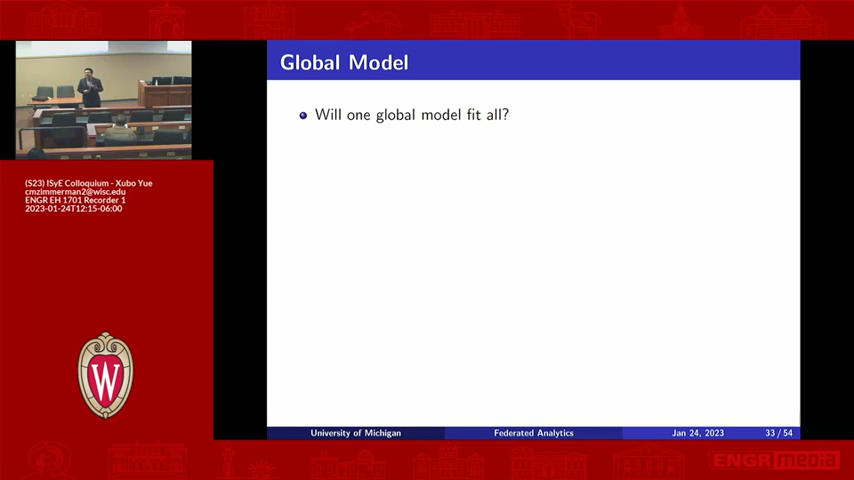 Global Model
Will one global model fit all?
(S23) ISyE Colloquium - Xubo Yue
cmzimmerman2@wisc.edu
ENGR EH 1701 Recorder 1
2023-01-24T12:15-06:00
W
University of Michigan Federated Analytics Jan 24, 2023 33 / 54
ENGR media